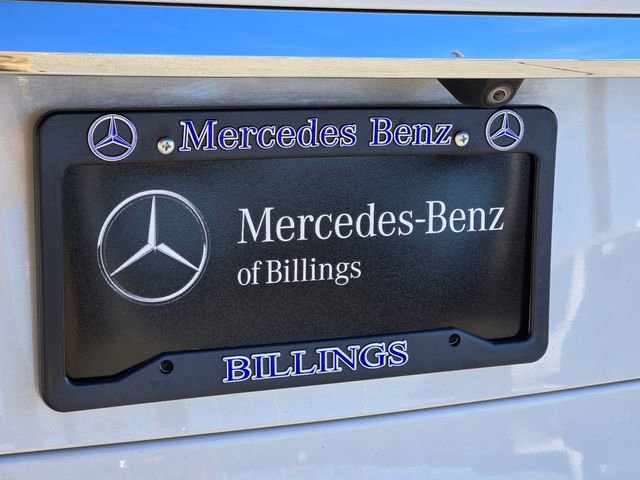 Mercedes Benz
Mercedes-Benz
of Billings
BILLINGS